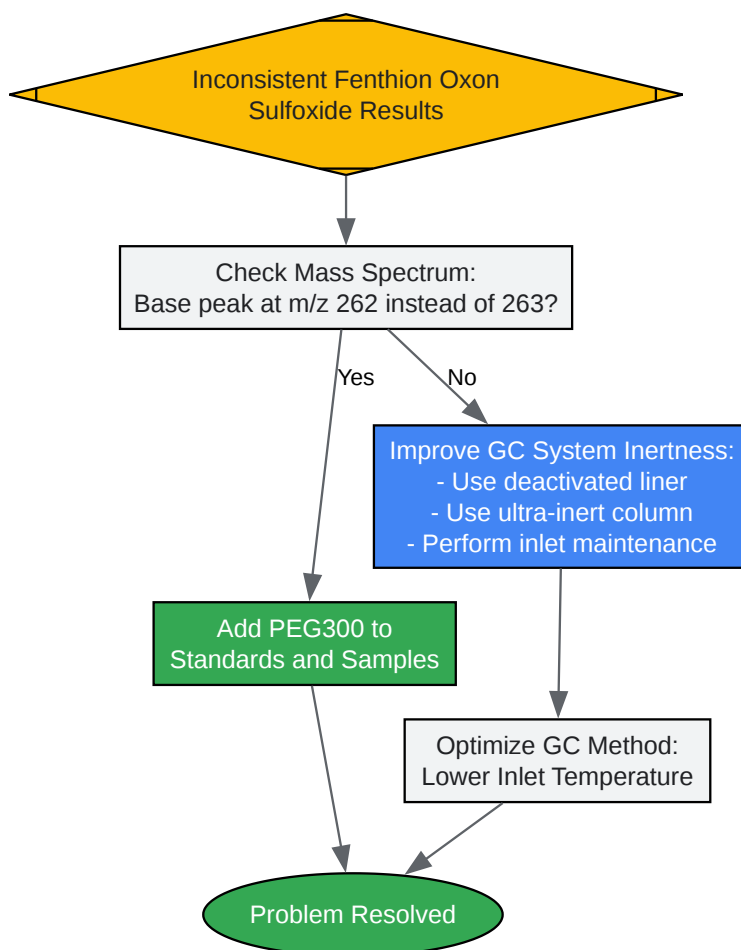 Inconsistent Fenthion Oxon
Sulfoxide Results
Check Mass Spectrum:
Base peak at m/z 262 instead of 263?
Yes
No
Improve GC System Inertness:
- Use deactivated liner
- Use ultra-inert column
- Perform inlet maintenance
Add PEG300 to
Standards and Samples
Optimize GC Method:
Lower Inlet Temperature
Problem Resolved